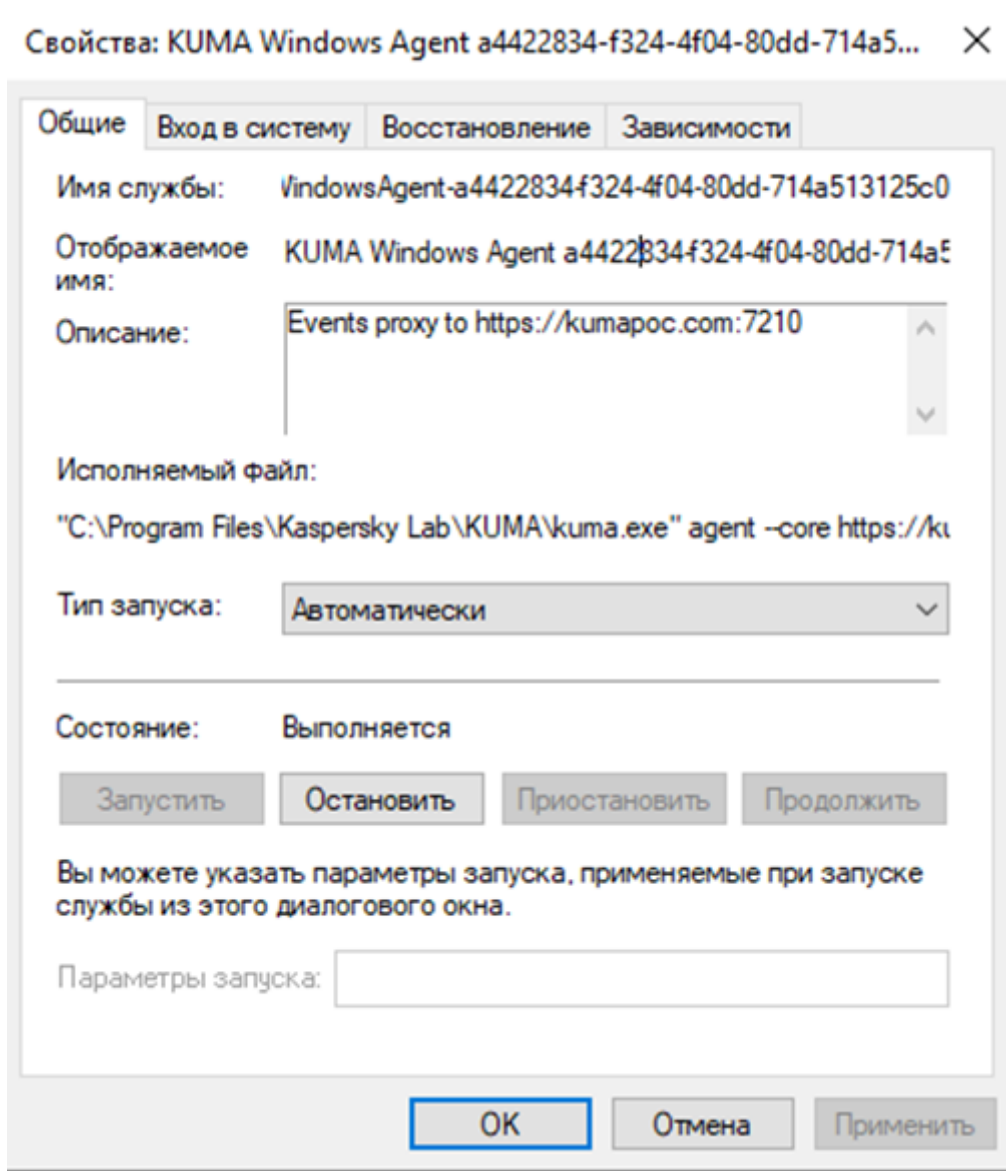 Свойства: KUMA Windows Agent a4422834-f324-4f04-80dd-714a5...
Общие Вход в систему Восстановление Зависимости
Имя службы: WindowsAgent-a4422834-f324-4f04-80dd-714a513125c0
Отображаемое имя: KUMA Windows Agent a4422834-f324-4f04-80dd-714a5
Описание: Events proxy to https://kumapoc.com:7210
Исполняемый файл:
"C:\Program Files\Kaspersky Lab\KUMA\kuma.exe" agent --core https://ku
Тип запуска: Автоматически
Состояние: Выполняется
Запустить Остановить Приостановить Продолжить
Вы можете указать параметры запуска, применяемые при запуске
службы из этого диалогового окна.
Параметры запуска:
OK Отмена Применить